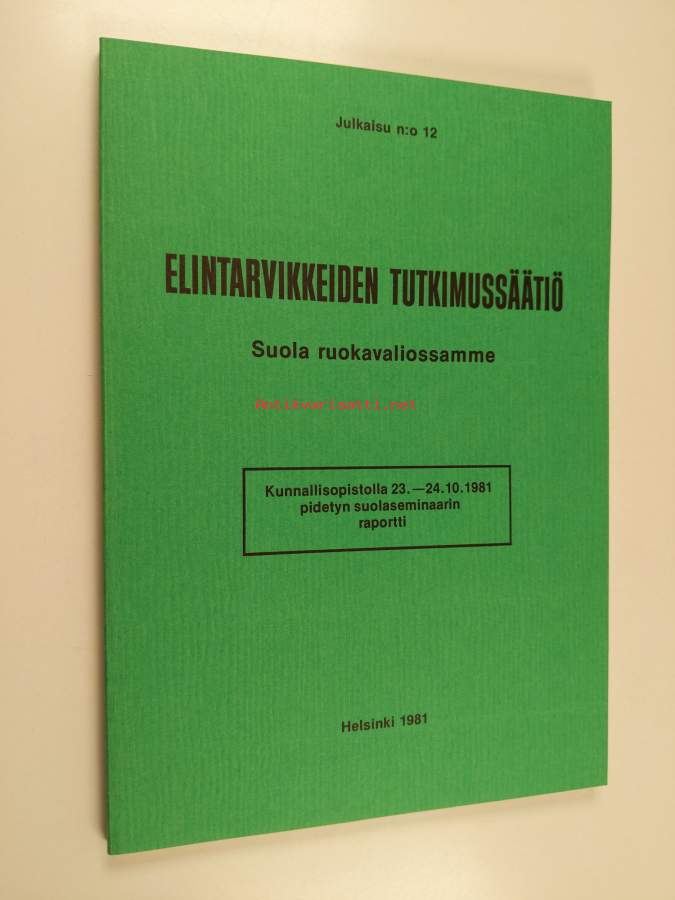 Julkaisu n:o 12
ELINTARVIKKEIDEN TUTKIMUSSÄÄTIÖ
Suola ruokavaliossamme
Antikvariaatti.net
Kunnallisopistolla 23.—24.10.1981
pidetyn suolaseminaarin
raportti
Helsinki 1981